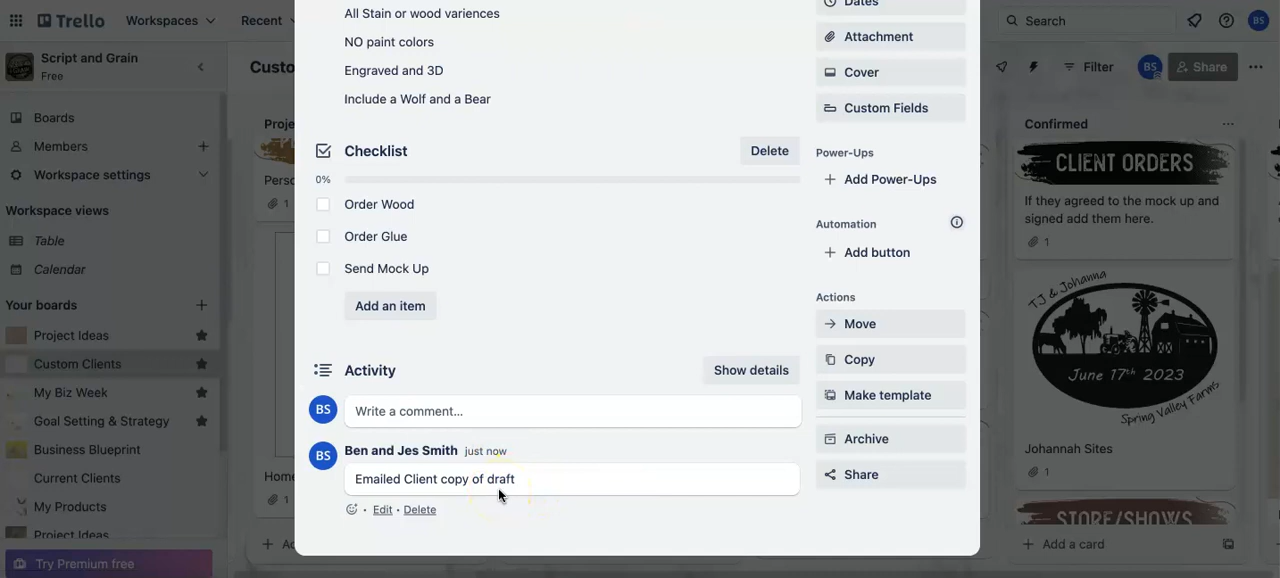 Trello
Workspaces
Recent
Search
BS
Script and Grain
Free
Boards
Members
Workspace settings
Workspace views
Table
Calendar
Your boards
Project Ideas
Custom Clients
My Biz Week
Goal Setting & Strategy
Business Blueprint
Current Clients
My Products
Project Ideas
Try Premium free
Custo
Proje
Perso
1
Home
1
All Stain or wood variences
NO paint colors
Engraved and 3D
Include a Wolf and a Bear
Checklist
Delete
0%
Order Wood
Order Glue
Send Mock Up
Add an item
Activity
Show details
BS
Write a comment...
BS
Ben and Jes Smith just now
Emailed Client copy of draft
Edit • Delete
Dates
Attachment
Cover
Custom Fields
Power-Ups
Add Power-Ups
Automation
Add button
Actions
Move
Copy
Make template
Archive
Share
Filter
BS
Share
Confirmed
CLIENT ORDERS
If they agreed to the mock up and
signed add them here.
1
TJ & Johanna
June 17th 2023
Spring Valley Farms
Johannah Sites
1
STORE/SHOWS
Add a card